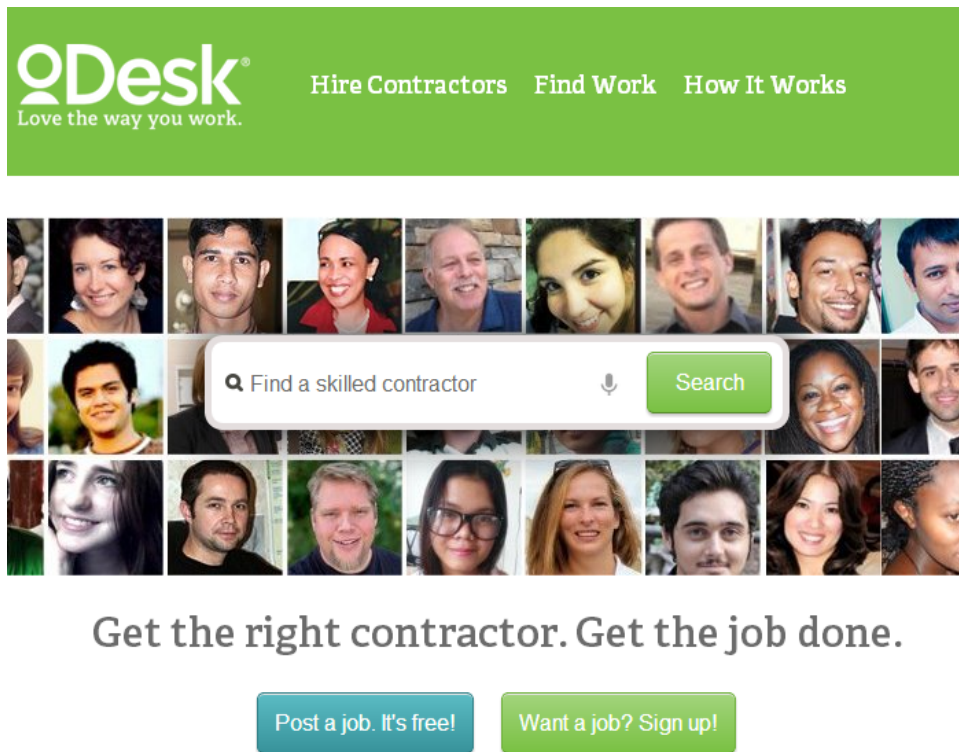 oDesk®
Love the way you work.
Hire Contractors Find Work How It Works
Find a skilled contractor Search
Get the right contractor. Get the job done.
Post a job. It's free! Want a job? Sign up!